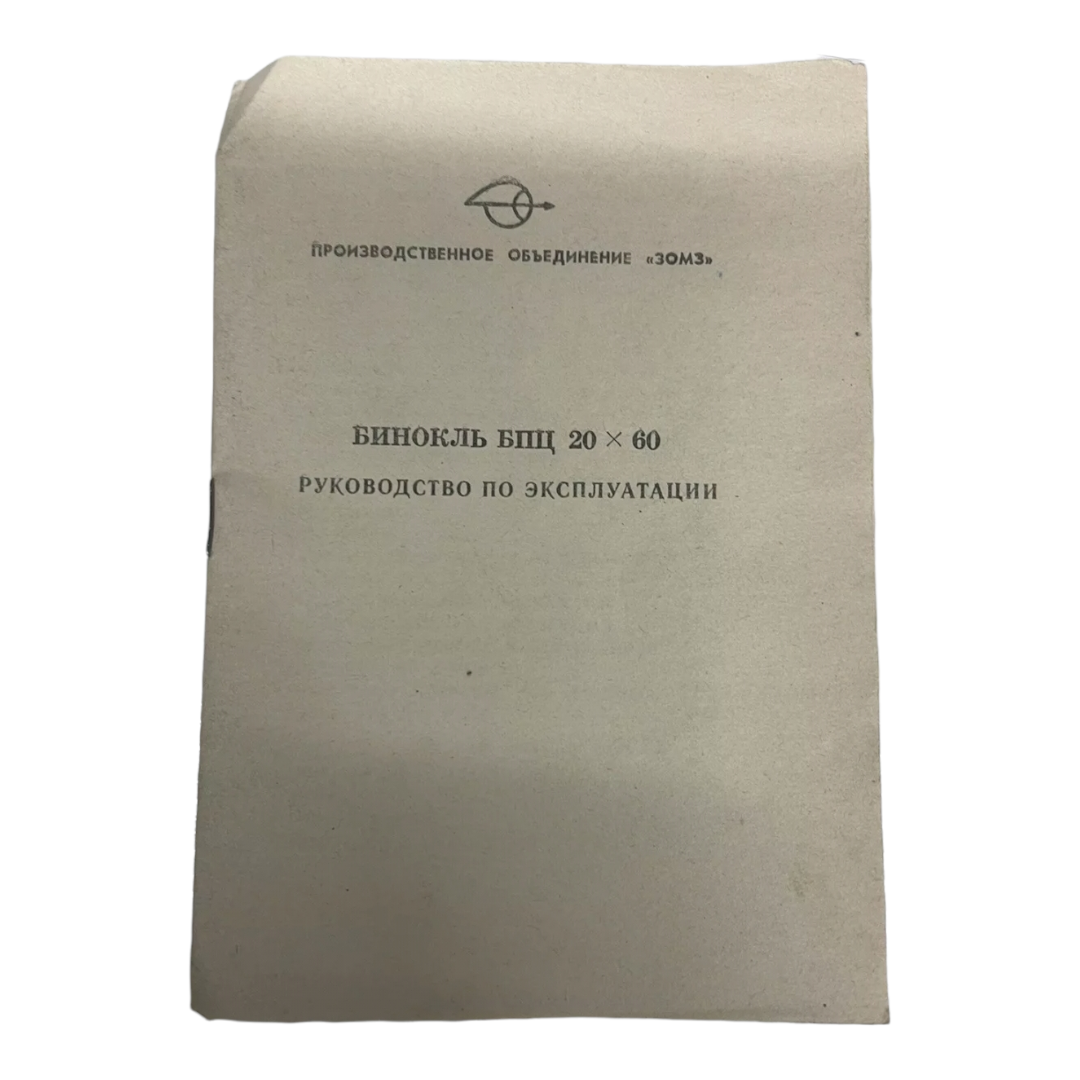 ПРОИЗВОДСТВЕННОЕ ОБЪЕДИНЕНИЕ «ЗОМЗ»
БИНОКЛЬ БПЦ 20 × 60
РУКОВОДСТВО ПО ЭКСПЛУАТАЦИИ